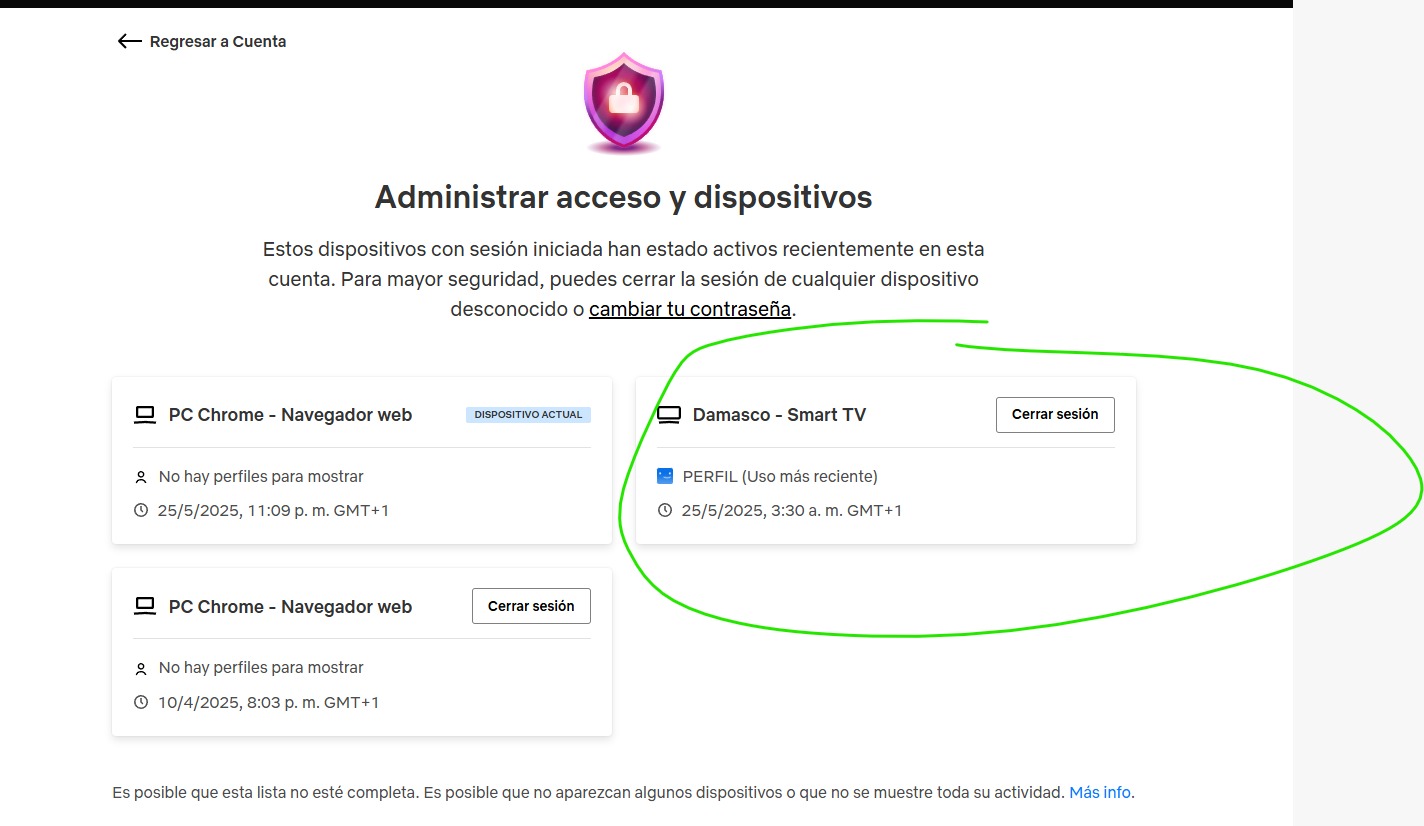 Regresar a Cuenta
Administrar acceso y dispositivos
Estos dispositivos con sesión iniciada han estado activos recientemente en esta
cuenta. Para mayor seguridad, puedes cerrar la sesión de cualquier dispositivo
desconocido o cambiar tu contraseña.
PC Chrome - Navegador web DISPOSITIVO ACTUAL
No hay perfiles para mostrar
25/5/2025, 11:09 p. m. GMT+1
Damasco - Smart TV Cerrar sesión
PERFIL (Uso más reciente)
25/5/2025, 3:30 a. m. GMT+1
PC Chrome - Navegador web Cerrar sesión
No hay perfiles para mostrar
10/4/2025, 8:03 p. m. GMT+1
Es posible que esta lista no esté completa. Es posible que no aparezcan algunos dispositivos o que no se muestre toda su actividad. Más info.